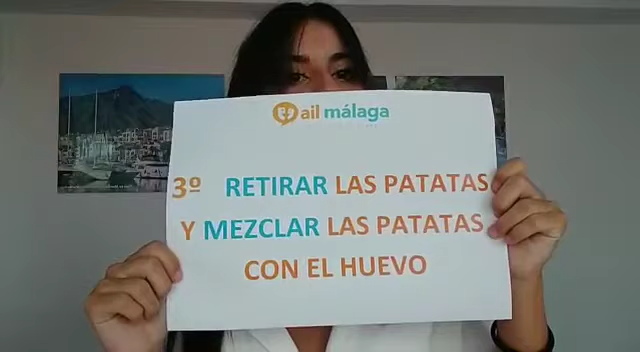 ail málaga
3º RETIRAR LAS PATATAS
Y MEZCLAR LAS PATATAS
CON EL HUEVO